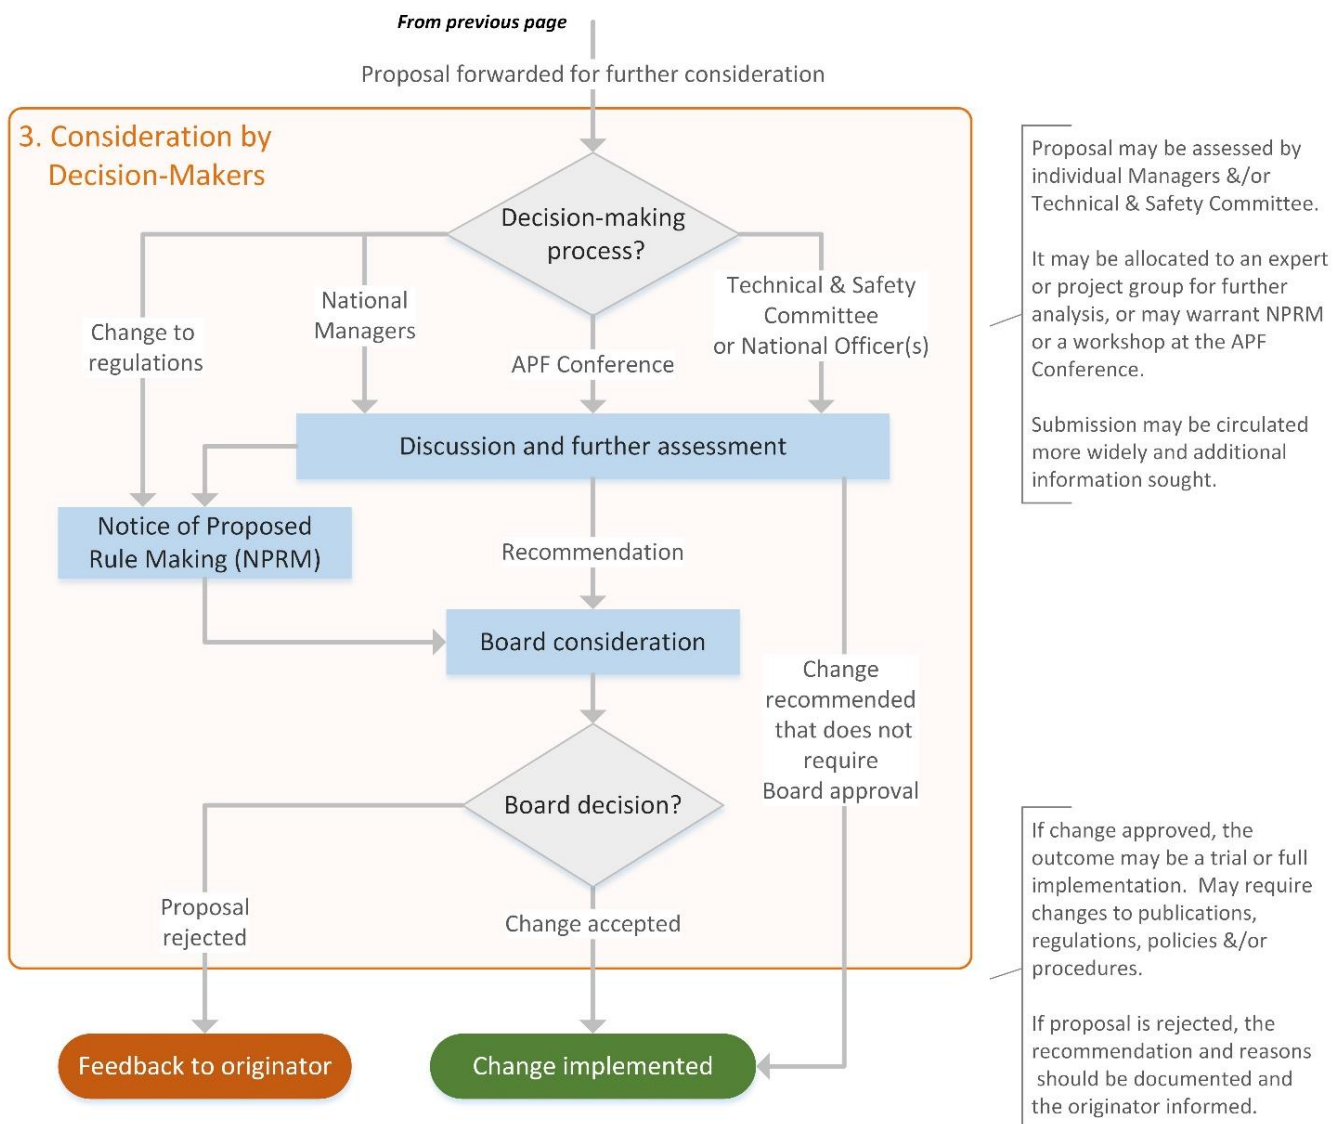 From previous page
Proposal forwarded for further consideration
3. Consideration by
Decision-Makers
Decision-making
process?
Change to
regulations
National
Managers
APF Conference
Technical & Safety
Committee
or National Officer(s)
Discussion and further assessment
Notice of Proposed
Rule Making (NPRM)
Recommendation
Board consideration
Change
recommended
that does not
require
Board approval
Board decision?
Proposal
rejected
Change accepted
Feedback to originator
Change implemented
Proposal may be assessed by
individual Managers &/or
Technical & Safety Committee.
It may be allocated to an expert
or project group for further
analysis, or may warrant NPRM
or a workshop at the APF
Conference.
Submission may be circulated
more widely and additional
information sought.
If change approved, the
outcome may be a trial or full
implementation.  May require
changes to publications,
regulations, policies &/or
procedures.
If proposal is rejected, the
recommendation and reasons
should be documented and
the originator informed.